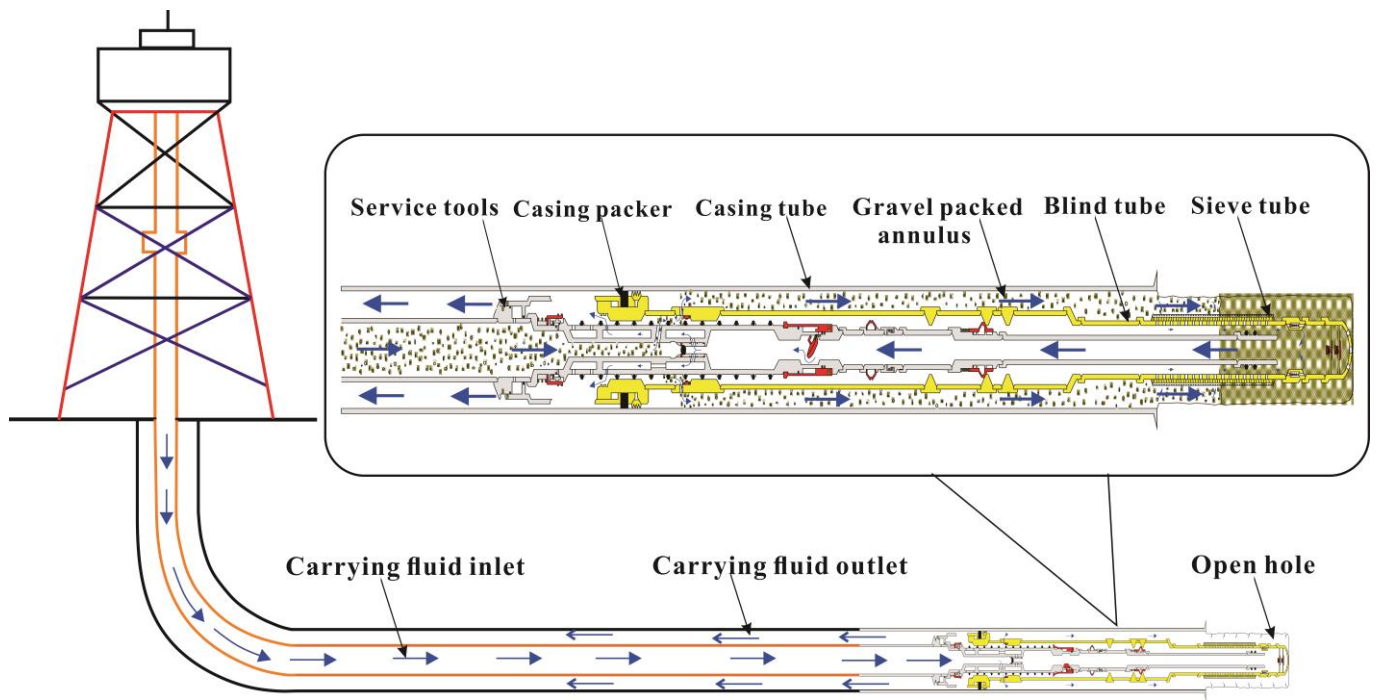 Service tools
Casing packer
Casing tube
Gravel packed
annulus
Blind tube
Sieve tube
Carrying fluid inlet
Carrying fluid outlet
Open hole